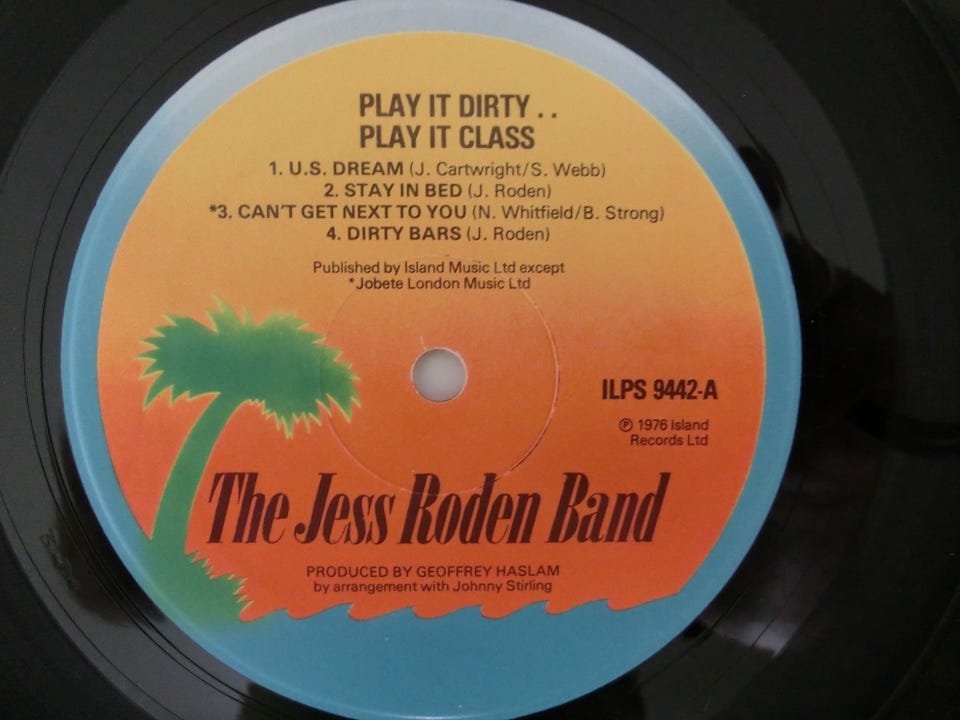 PLAY IT DIRTY . .
PLAY IT CLASS
1. U.S. DREAM (J. Cartwright/S. Webb)
2. STAY IN BED (J. Roden)
*3. CAN'T GET NEXT TO YOU (N. Whitfield/B. Strong)
4. DIRTY BARS (J. Roden)
Published by Island Music Ltd except
*Jobete London Music Ltd
ILPS 9442-A
℗ 1976 Island
Records Ltd
The Jess Roden Band
PRODUCED BY GEOFFREY HASLAM
by arrangement with Johnny Stirling